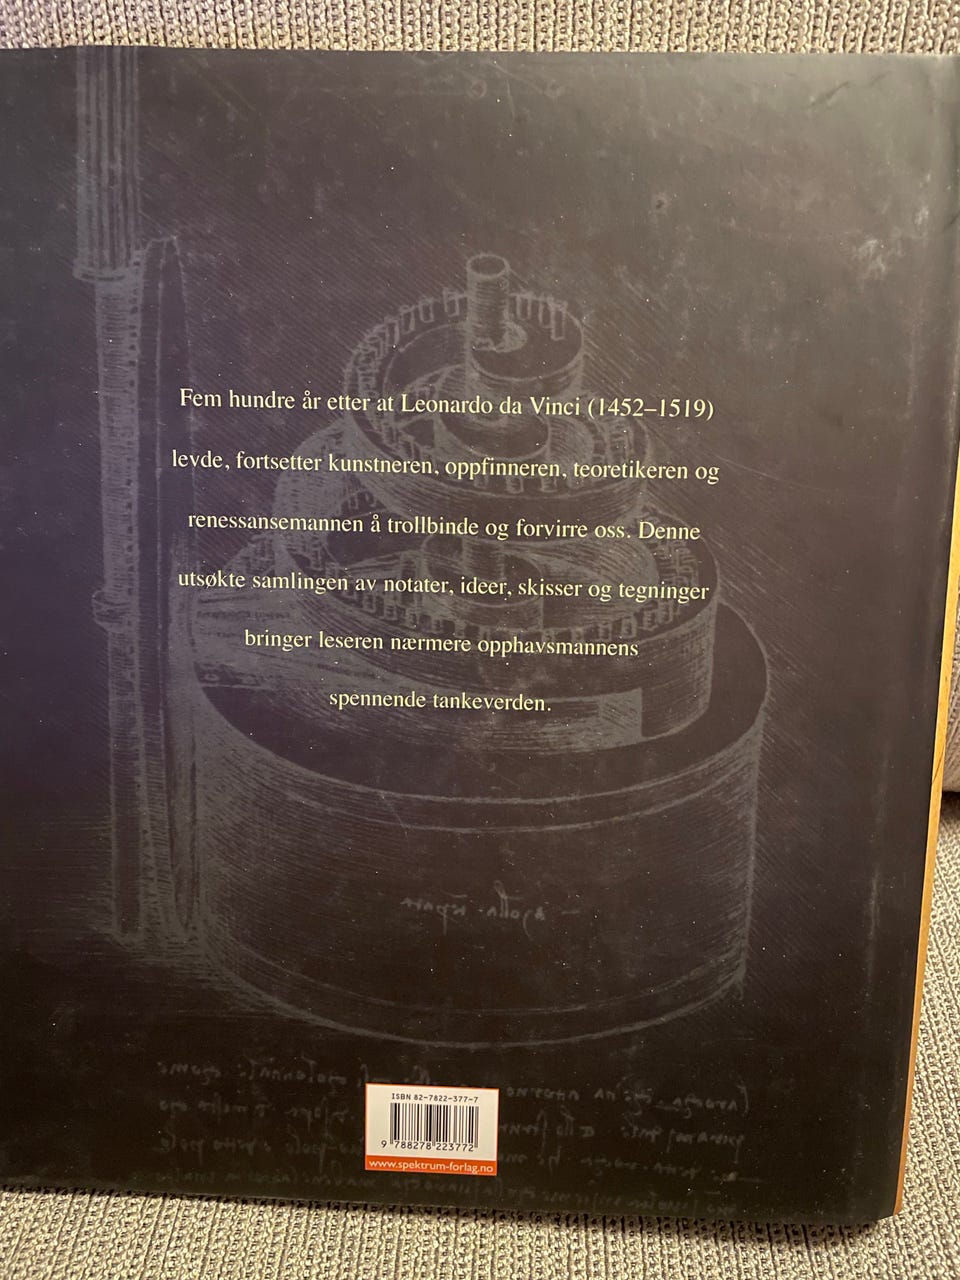 Fem hundre år etter at Leonardo da Vinci (1452–1519)
levde, fortsetter kunstneren, oppfinneren, teoretikeren og
renessansemannen å trollbinde og forvirre oss. Denne
utsøkte samlingen av notater, ideer, skisser og tegninger
bringer leseren nærmere opphavsmannens
spennende tankeverden.
ISBN 82-7822-377-7
9 788278 223772
www.spektrum-forlag.no